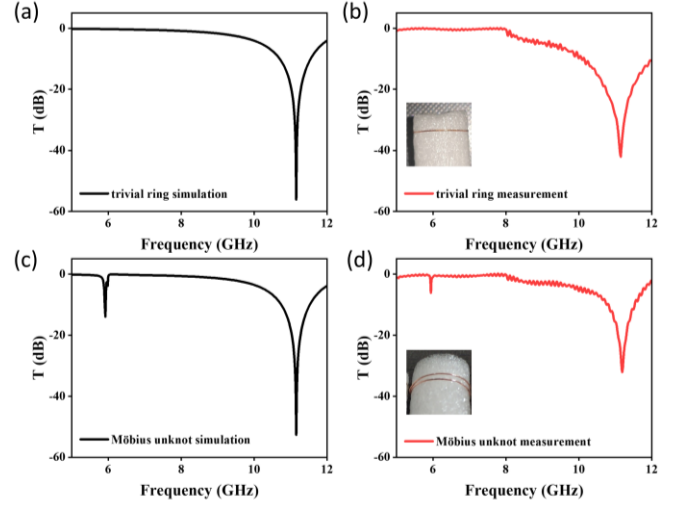 (a)
0
-20
-40
-60
T (dB)
trivial ring simulation
6 8 10 12
Frequency (GHz)
(b)
0
-20
-40
-60
T (dB)
trivial ring measurement
6 8 10 12
Frequency (GHz)
(c)
0
-20
-40
-60
T (dB)
Möbius unknot simulation
6 8 10 12
Frequency (GHz)
(d)
0
-20
-40
-60
T (dB)
Möbius unknot measurement
6 8 10 12
Frequency (GHz)